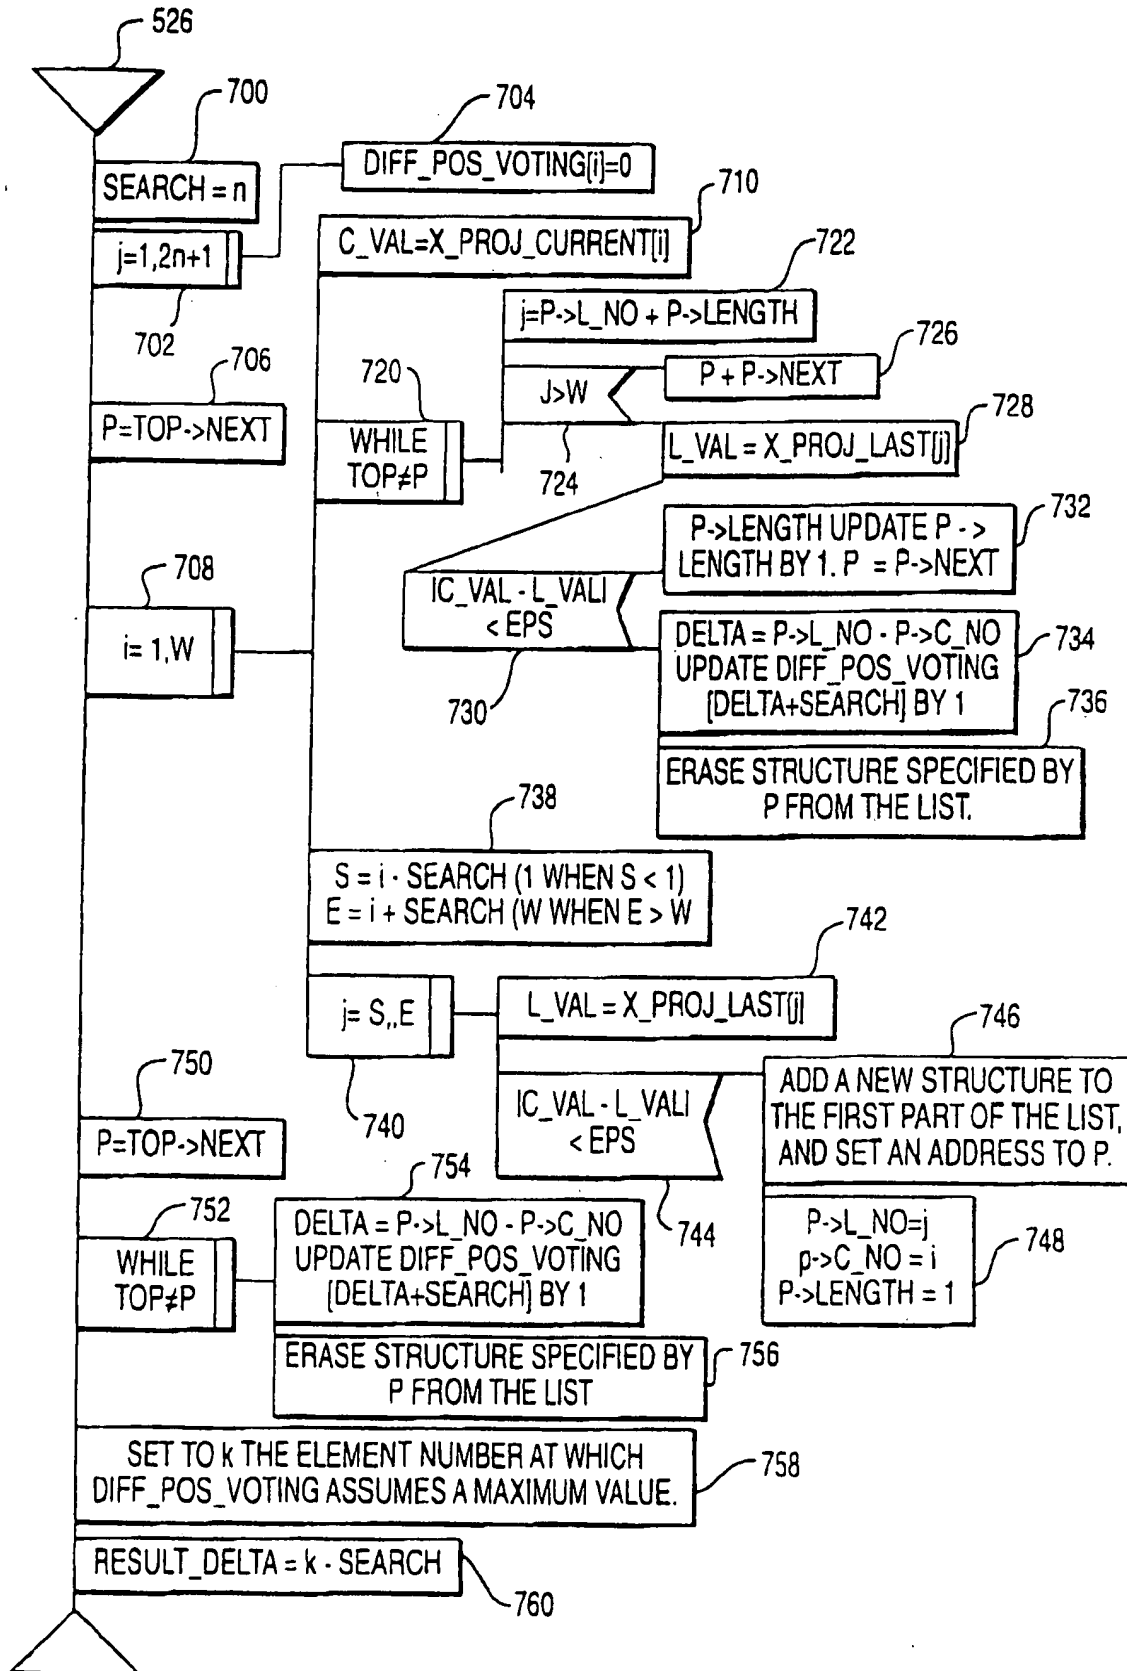 526
700
SEARCH = n
704
DIFF_POS_VOTING[i]=0
j=1,2n+1
702
710
C_VAL=X_PROJ_CURRENT[i]
706
P=TOP->NEXT
722
j=P->L_NO + P->LENGTH
720
WHILE
TOP≠P
J>W
724
726
P + P->NEXT
728
L_VAL = X_PROJ_LAST[j]
732
P->LENGTH UPDATE P ->
LENGTH BY 1. P = P->NEXT
708
i= 1,W
|C_VAL - L_VAL|
< EPS
730
734
DELTA = P->L_NO - P->C_NO
UPDATE DIFF_POS_VOTING
[DELTA+SEARCH] BY 1
736
ERASE STRUCTURE SPECIFIED BY
P FROM THE LIST.
738
S = i - SEARCH (1 WHEN S < 1)
E = i + SEARCH (W WHEN E > W
742
j= S,,E
740
L_VAL = X_PROJ_LAST[j]
746
|C_VAL - L_VAL|
< EPS
744
ADD A NEW STRUCTURE TO
THE FIRST PART OF THE LIST,
AND SET AN ADDRESS TO P.
748
P->L_NO=j
p->C_NO = i
P->LENGTH = 1
750
P=TOP->NEXT
752
WHILE
TOP≠P
754
DELTA = P->L_NO - P->C_NO
UPDATE DIFF_POS_VOTING
[DELTA+SEARCH] BY 1
756
ERASE STRUCTURE SPECIFIED BY
P FROM THE LIST
758
SET TO k THE ELEMENT NUMBER AT WHICH
DIFF_POS_VOTING ASSUMES A MAXIMUM VALUE.
RESULT_DELTA = k - SEARCH
760